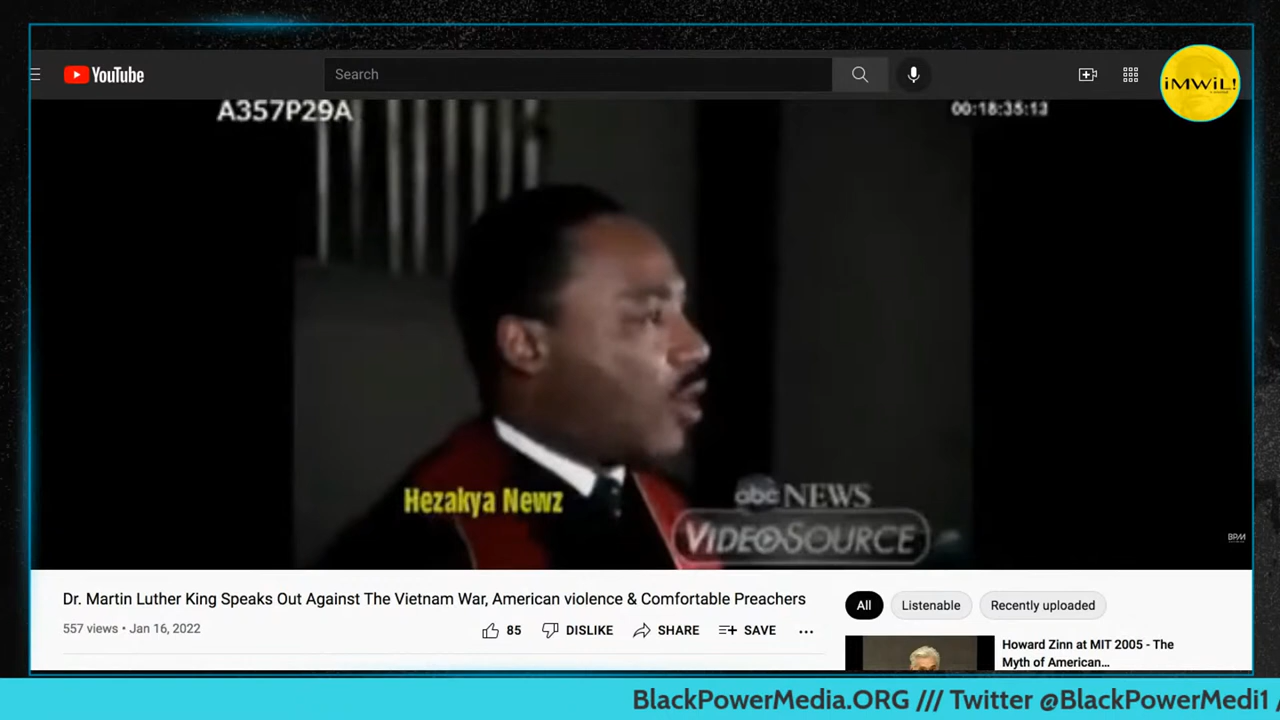 YouTube
Search
iMWiL!
A357P29A
00:18:35:13
Hezakya Newz
abc NEWS
VIDEOSOURCE
BPM
Dr. Martin Luther King Speaks Out Against The Vietnam War, American violence & Comfortable Preachers
557 views • Jan 16, 2022
85
DISLIKE
SHARE
SAVE
All
Listenable
Recently uploaded
Howard Zinn at MIT 2005 - The
Myth of American...
BlackPowerMedia.ORG /// Twitter @BlackPowerMedi1 /